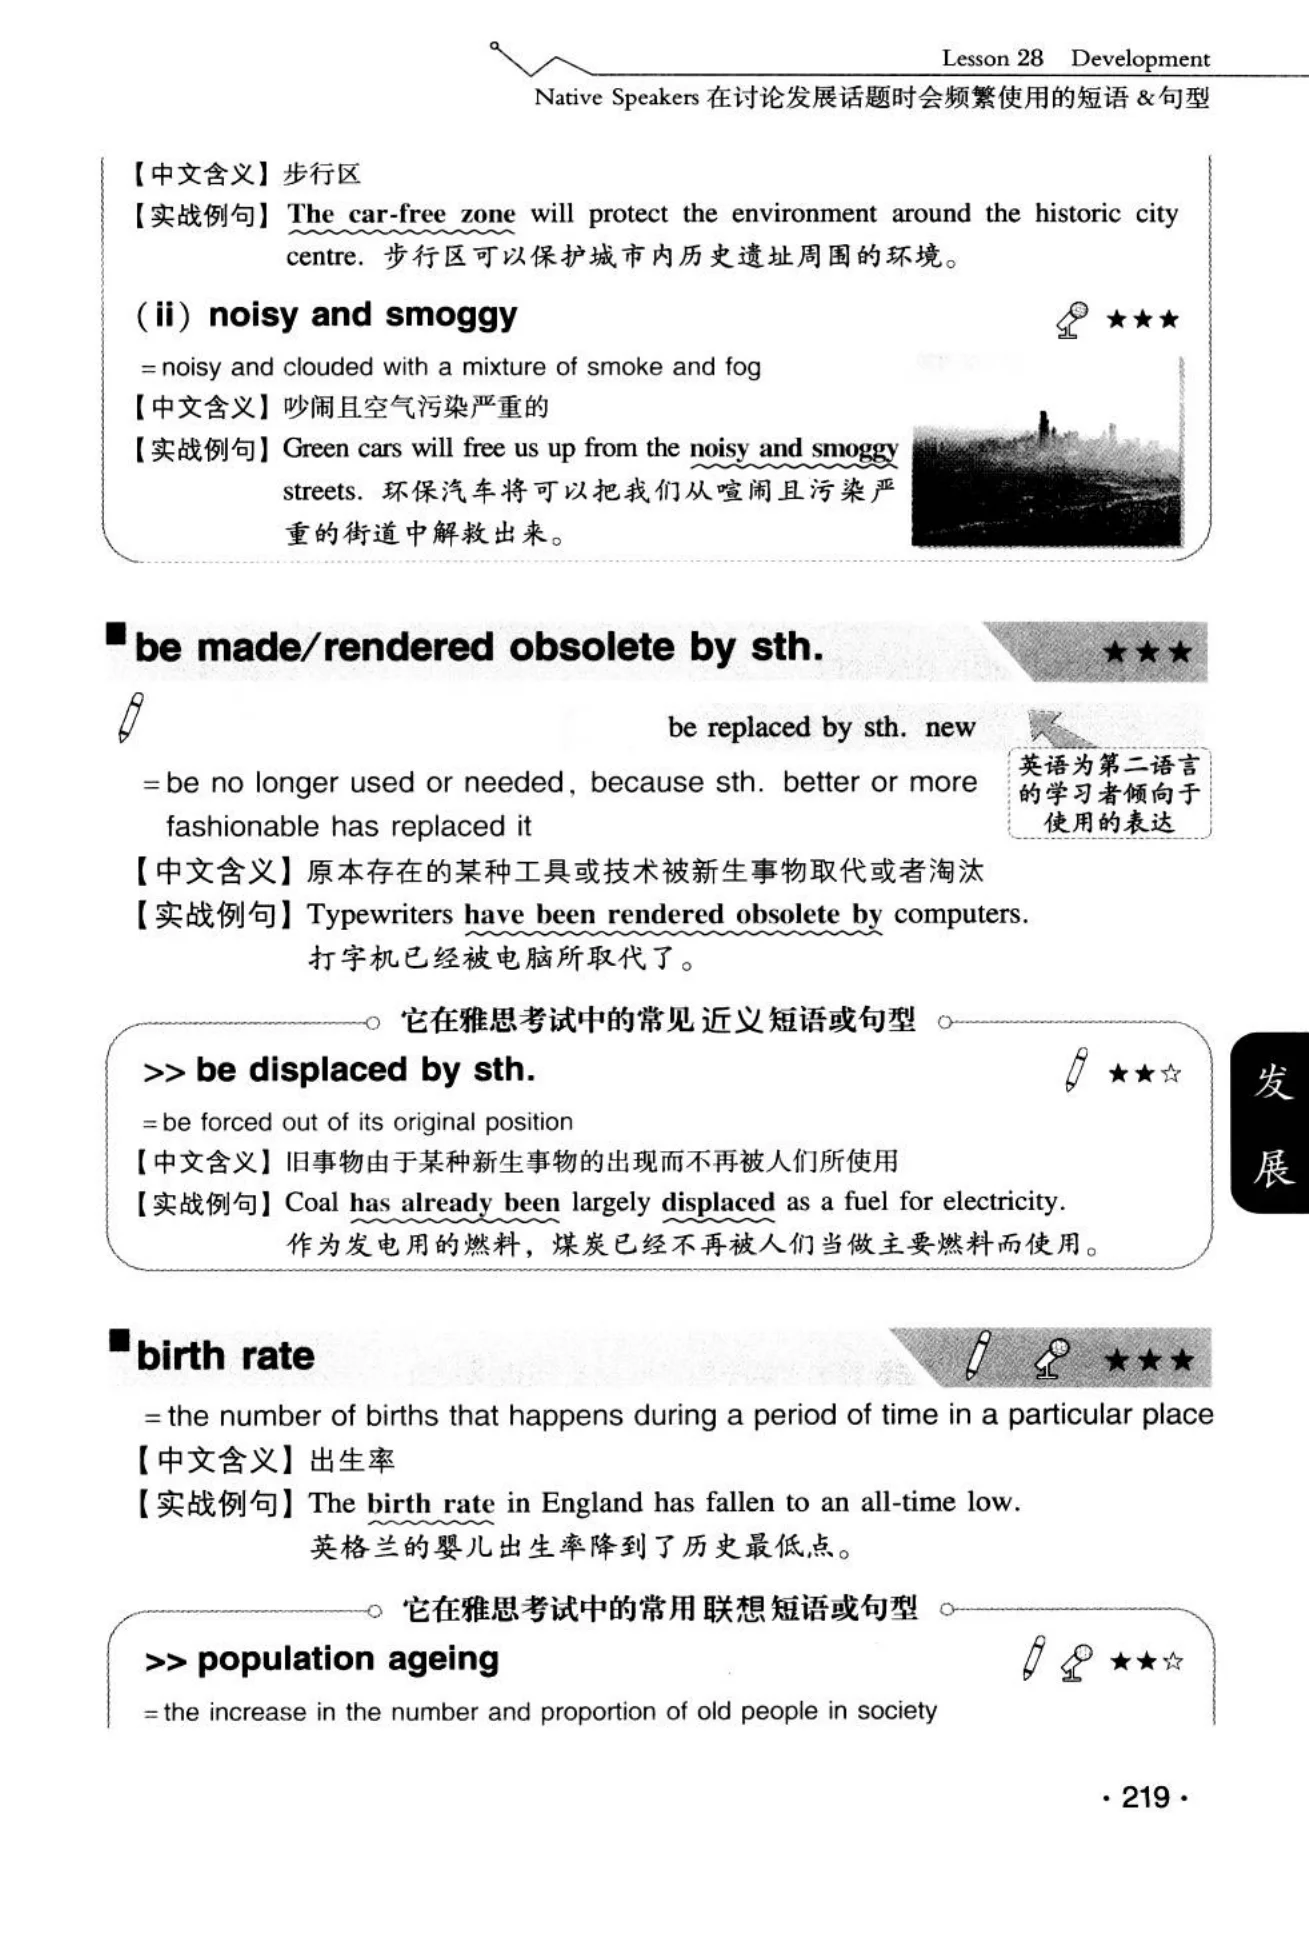 Lesson 28 Development
Native Speakers 在讨论发展话题时会频繁使用的短语 &句型
【中文含义】步行区
【实战例句】The car-free zone will protect the environment around the historic city
centre. 步行区可以保护城市内历史遗址周围的环境。
(ii) noisy and smoggy ★★★
=noisy and clouded with a mixture of smoke and fog
【中文含义】吵闹且空气污染严重的
【实战例句】Green cars will free us up from the noisy and smoggy
streets. 环保汽车将可以把我们从喧闹且污染严
重的街道中解救出来。
■be made/rendered obsolete by sth. ★★★
be replaced by sth. new
英语为第二语言
的学习者倾向于
使用的表达
=be no longer used or needed, because sth. better or more
fashionable has replaced it
【中文含义】原本存在的某种工具或技术被新生事物取代或者淘汰
【实战例句】Typewriters have been rendered obsolete by computers.
打字机已经被电脑所取代了。
它在雅思考试中的常见近义短语或句型
>> be displaced by sth. ★★☆
=be forced out of its original position
【中文含义】旧事物由于某种新生事物的出现而不再被人们所使用
【实战例句】Coal has already been largely displaced as a fuel for electricity.
作为发电用的燃料，煤炭已经不再被人们当做主要燃料而使用。
发
展
■birth rate ★★★
=the number of births that happens during a period of time in a particular place
【中文含义】出生率
【实战例句】The birth rate in England has fallen to an all-time low.
英格兰的婴儿出生率降到了历史最低点。
它在雅思考试中的常用联想短语或句型
>> population ageing ★★☆
=the increase in the number and proportion of old people in society
· 219 ·